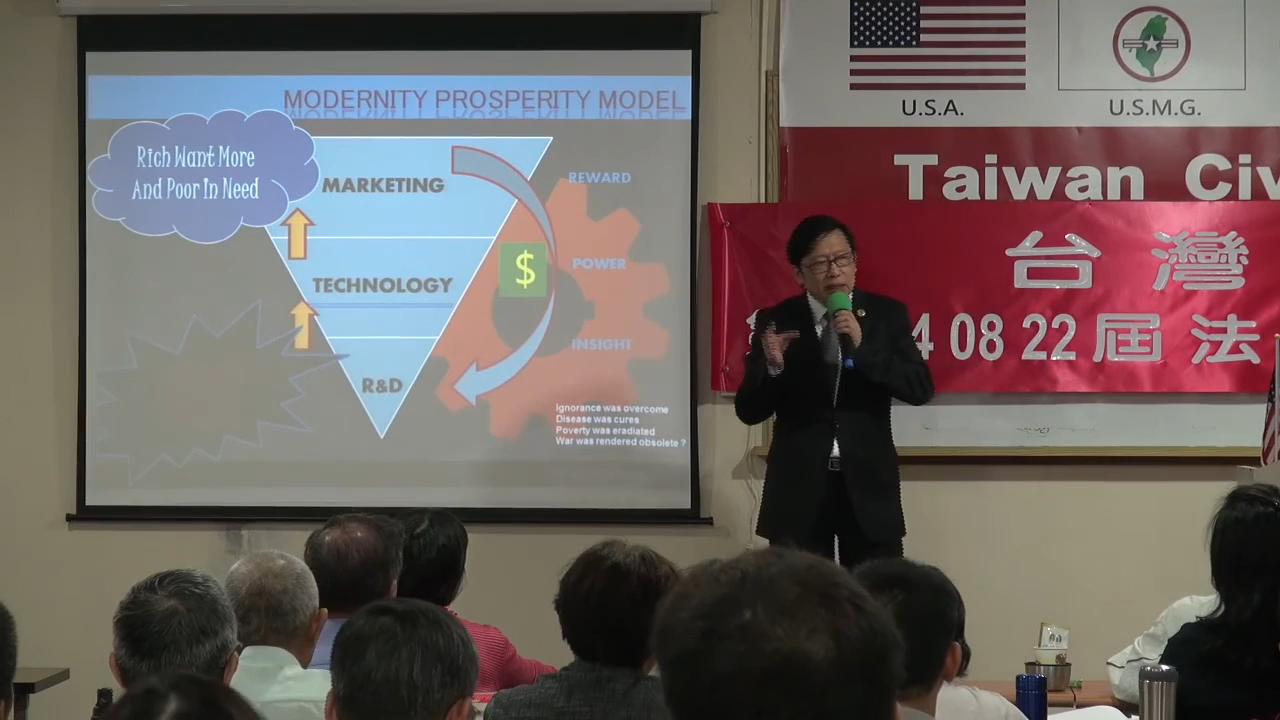 MODERNITY PROSPERITY MODEL
Rich Want More
And Poor In Need
MARKETING
TECHNOLOGY
R&D
$
REWARD
POWER
INSIGHT
Ignorance was overcome
Disease was cures
Poverty was eradiated
War was rendered obsolete ?
U.S.A.
U.S.M.G.
Taiwan Civ
台 灣
4 08 22 屆 法